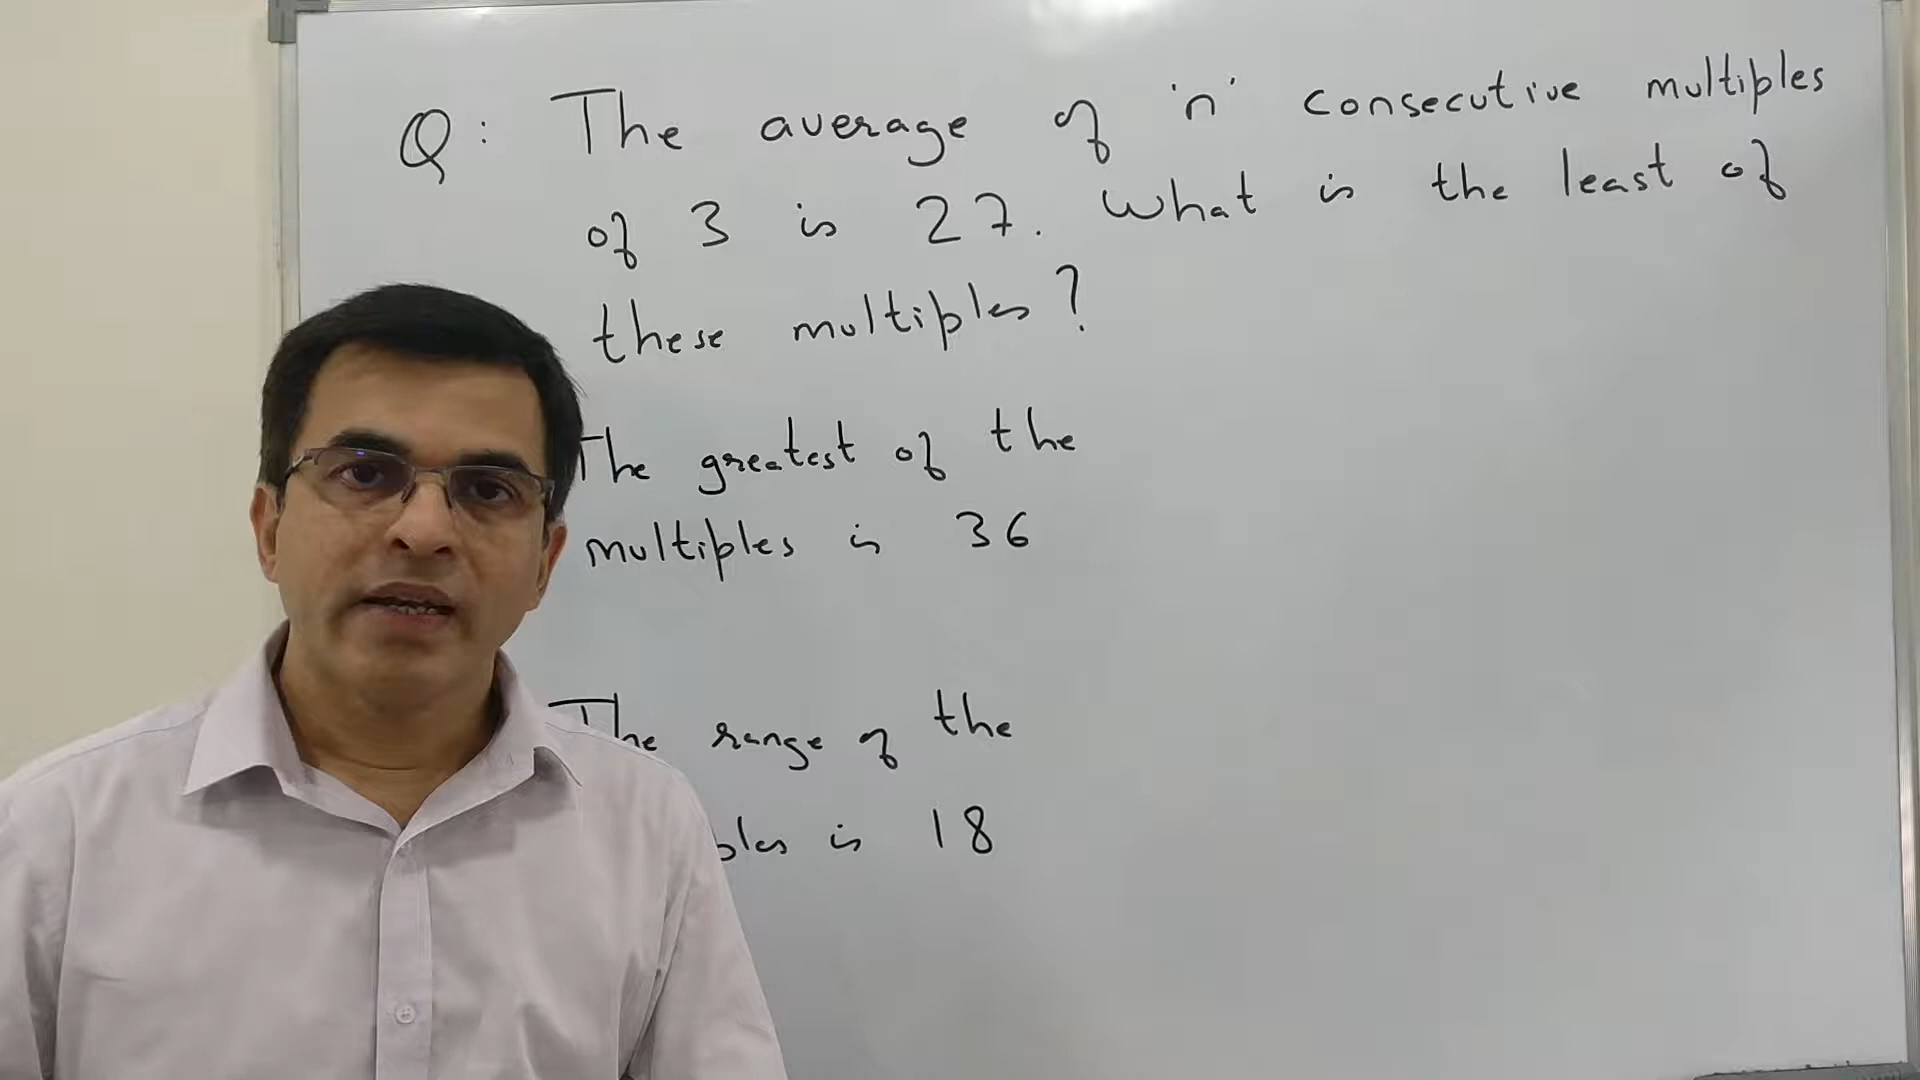 Q: The average of 'n' consecutive multiples
of 3 is 27. What is the least of
these multiples?
The greatest of the
multiples is 36
The range of the
is 18